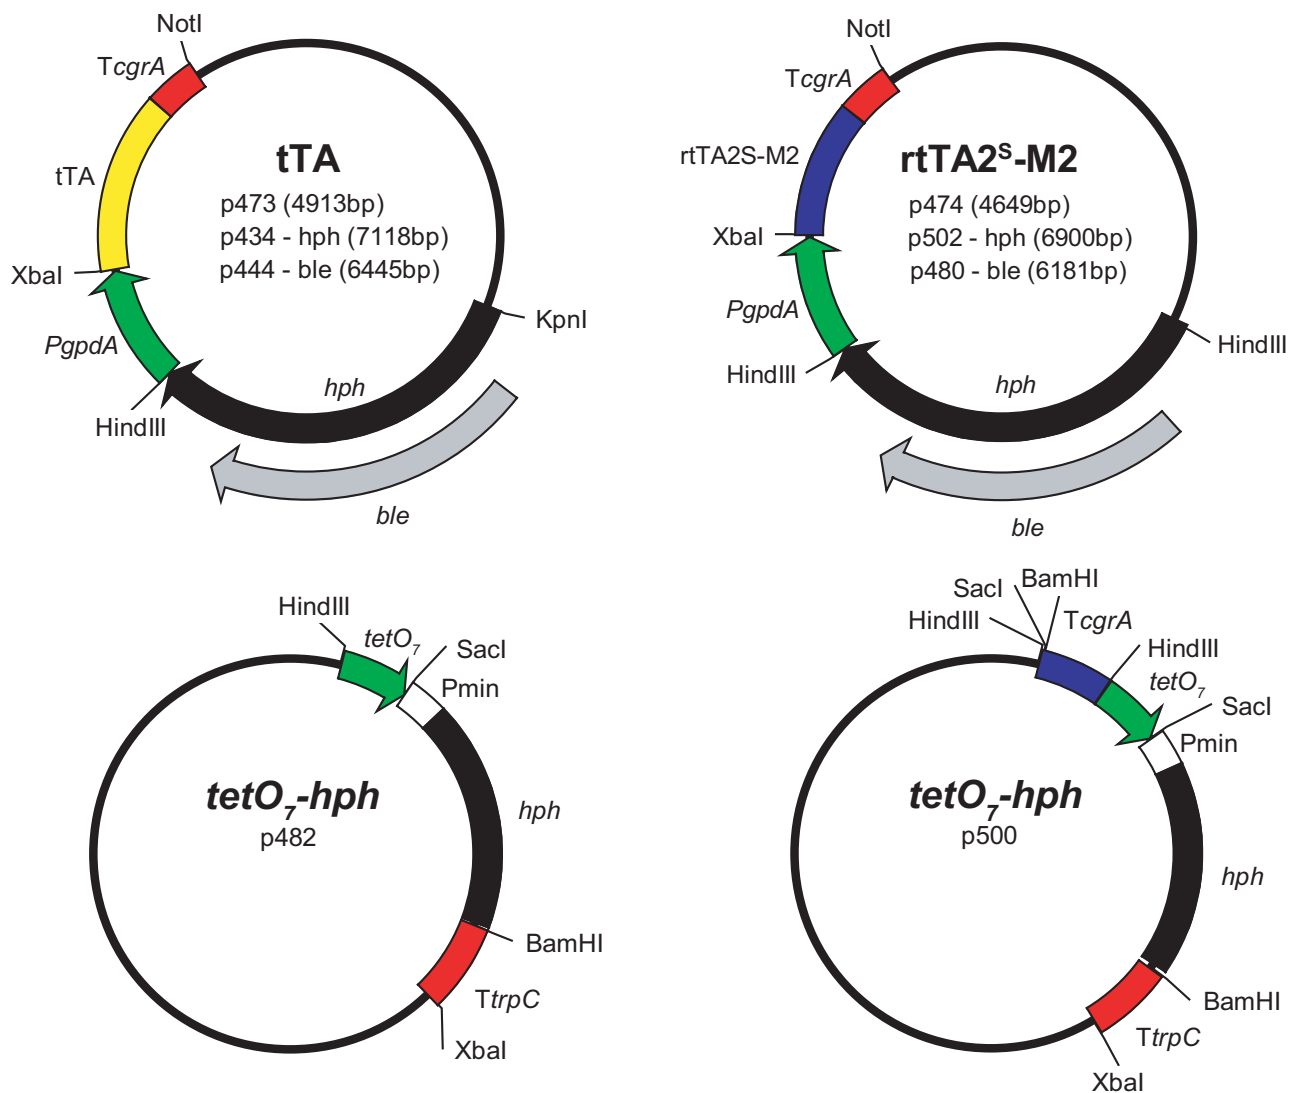 NotI
TcgrA
tTA
tTA
p473 (4913bp)
p434 - hph (7118bp)
p444 - ble (6445bp)
XbaI
PgpdA
KpnI
hph
HindIII
ble
NotI
TcgrA
rtTA2S-M2
rtTA2ˢ-M2
p474 (4649bp)
p502 - hph (6900bp)
p480 - ble (6181bp)
XbaI
PgpdA
HindIII
HindIII
hph
ble
HindIII
tetO₇
SacI
Pmin
tetO₇-hph
p482
hph
BamHI
TtrpC
XbaI
SacI
BamHI
HindIII
TcgrA
HindIII
tetO₇
SacI
Pmin
tetO₇-hph
p500
hph
BamHI
TtrpC
XbaI